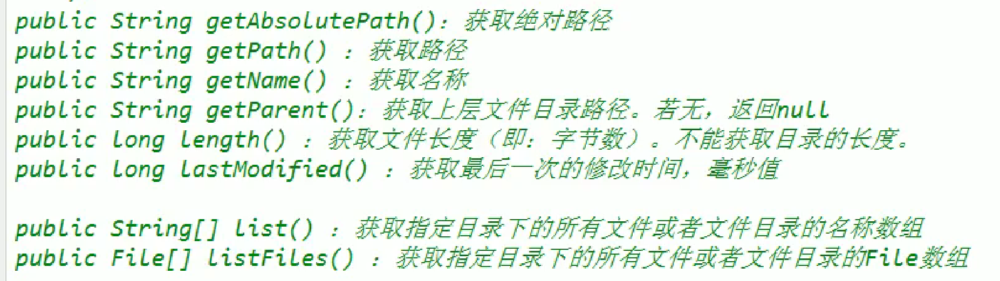 public String getAbsolutePath()：获取绝对路径
public String getPath() ：获取路径
public String getName() ：获取名称
public String getParent()：获取上层文件目录路径。若无，返回null
public long length() ：获取文件长度（即：字节数）。不能获取目录的长度。
public long lastModified() ：获取最后一次的修改时间，毫秒值
public String[] list() ：获取指定目录下的所有文件或者文件目录的名称数组
public File[] listFiles() ：获取指定目录下的所有文件或者文件目录的File数组